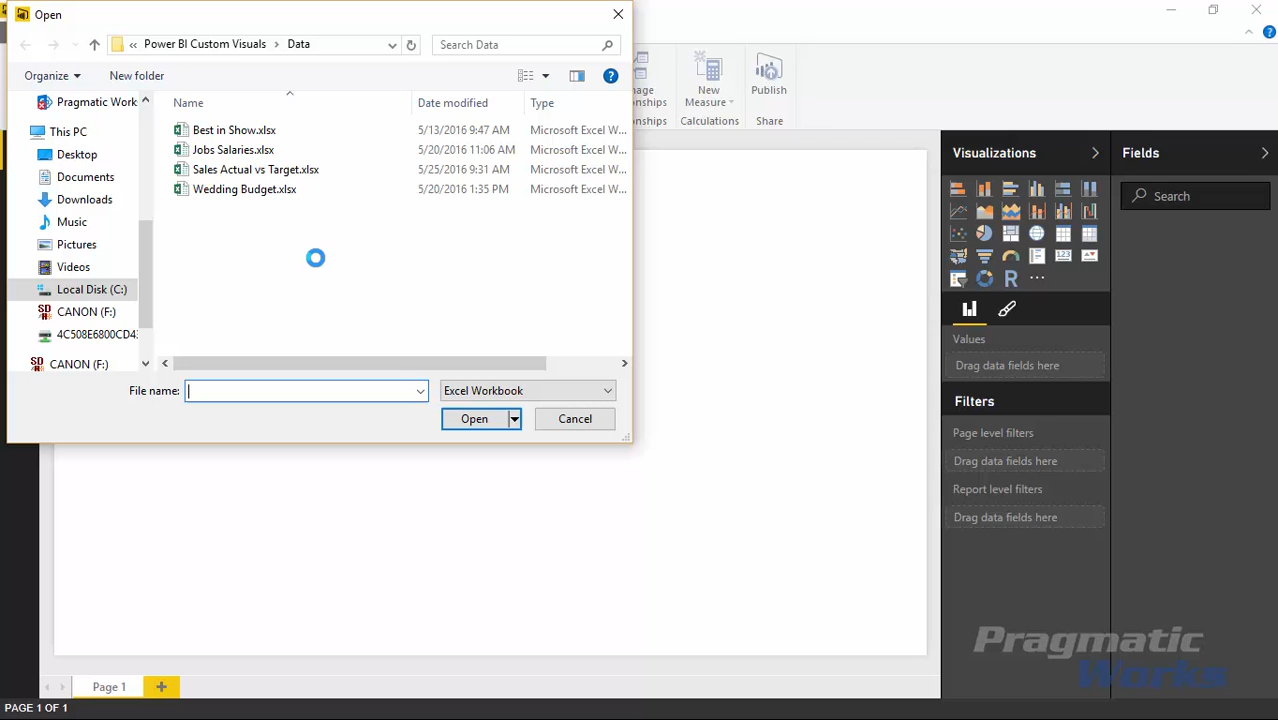 Open
Power BI Custom Visuals
Data
Search Data
Organize
New folder
Pragmatic Work
This PC
Desktop
Documents
Downloads
Music
Pictures
Videos
Local Disk (C:)
CANON (F:)
4C508E6800CD4
CANON (F:)
Name Date modified Type
Best in Show.xlsx 5/13/2016 9:47 AM Microsoft Excel W...
Jobs Salaries.xlsx 5/20/2016 11:06 AM Microsoft Excel W...
Sales Actual vs Target.xlsx 5/25/2016 9:31 AM Microsoft Excel W...
Wedding Budget.xlsx 5/20/2016 1:35 PM Microsoft Excel W...
File name:
Excel Workbook
Open
Cancel
nage
onships
onships
New
Measure
Calculations
Publish
Share
Visualizations
R
Values
Drag data fields here
Filters
Page level filters
Drag data fields here
Report level filters
Drag data fields here
Fields
Search
Pragmatic
Works
Page 1
PAGE 1 OF 1